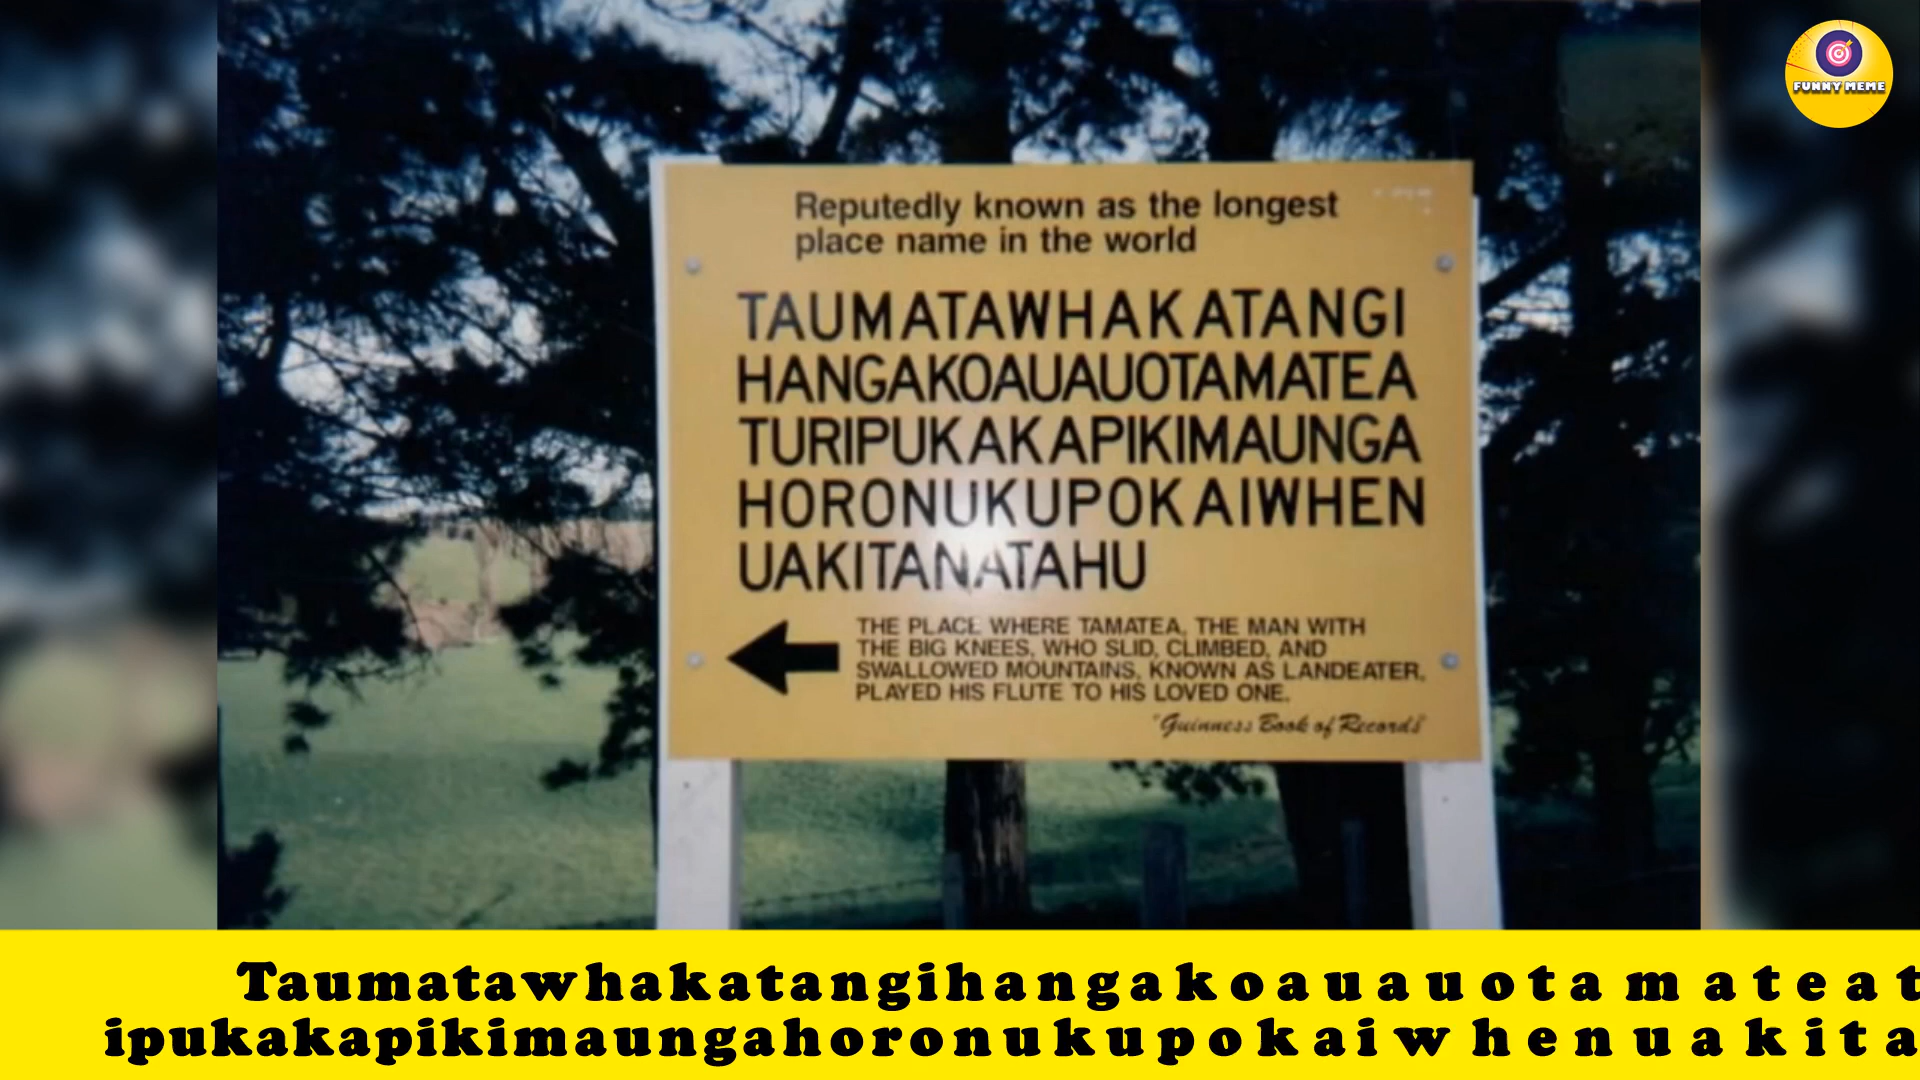 FUNNY MEME
Reputedly known as the longest
place name in the world
TAUMATAWHAKATANGI
HANGAKOAUAUOTAMATEA
TURIPUKAKAPIKIMAUNGA
HORONUKUPOKAIWHEN
UAKITANATAHU
THE PLACE WHERE TAMATEA, THE MAN WITH
THE BIG KNEES, WHO SLID, CLIMBED, AND
SWALLOWED MOUNTAINS, KNOWN AS LANDEATER,
PLAYED HIS FLUTE TO HIS LOVED ONE.
"Guinness Book of Records"
Taumatawhakatangihangakoauauotamateat
ipukakapikimaungahoronukupokaiwhenuakita